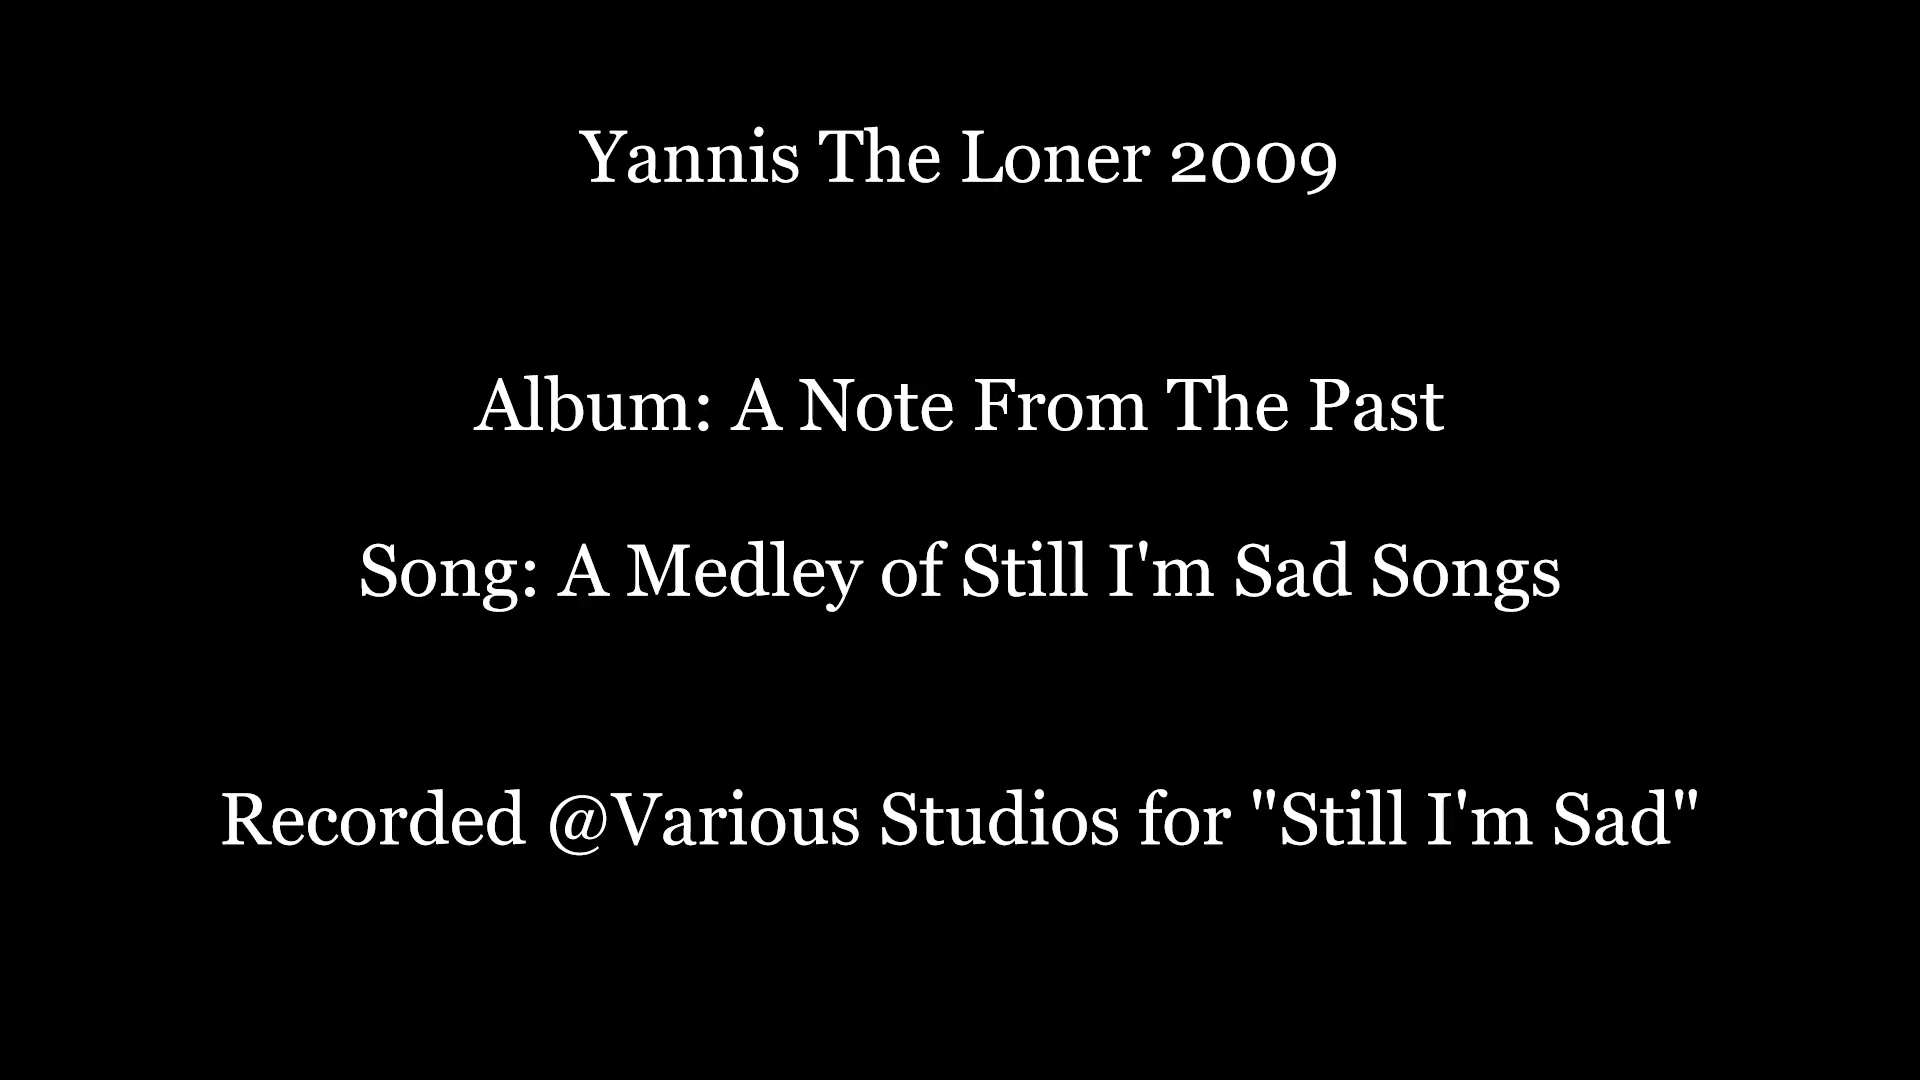 Yannis The Loner 2009
Album: A Note From The Past
Song: A Medley of Still I'm Sad Songs
Recorded @Various Studios for "Still I'm Sad"